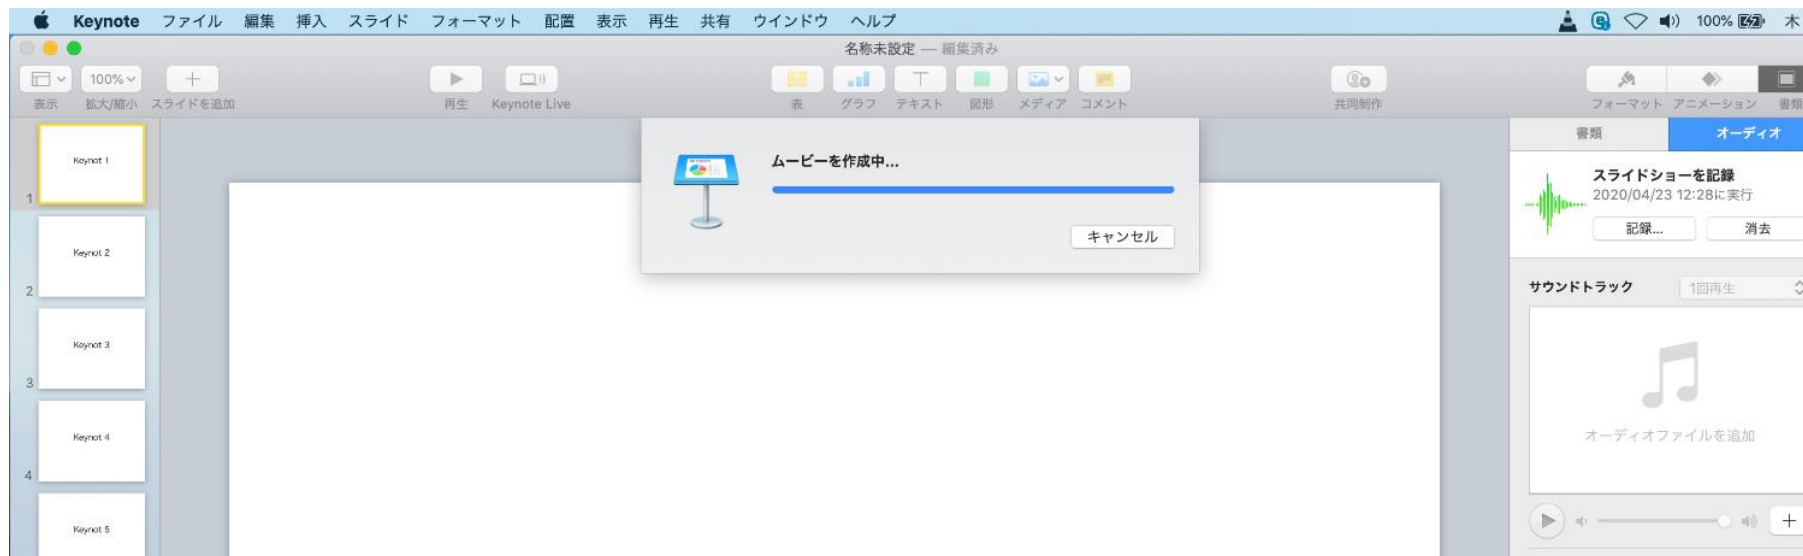 Keynote ファイル 編集 挿入 スライド フォーマット 配置 表示 再生 共有 ウインドウ ヘルプ 100% 木
名称未設定 — 編集済み
100%
表示 拡大/縮小 スライドを追加 再生 Keynote Live 表 グラフ テキスト 図形 メディア コメント 共同制作 フォーマット アニメーション 書類
書類 オーディオ
ムービーを作成中...
キャンセル
スライドショーを記録
2020/04/23 12:28に実行
記録... 消去
サウンドトラック 1回再生
オーディオファイルを追加
Keynot 1
1
Keynot 2
2
Keynot 3
3
Keynot 4
4
Keynot 5